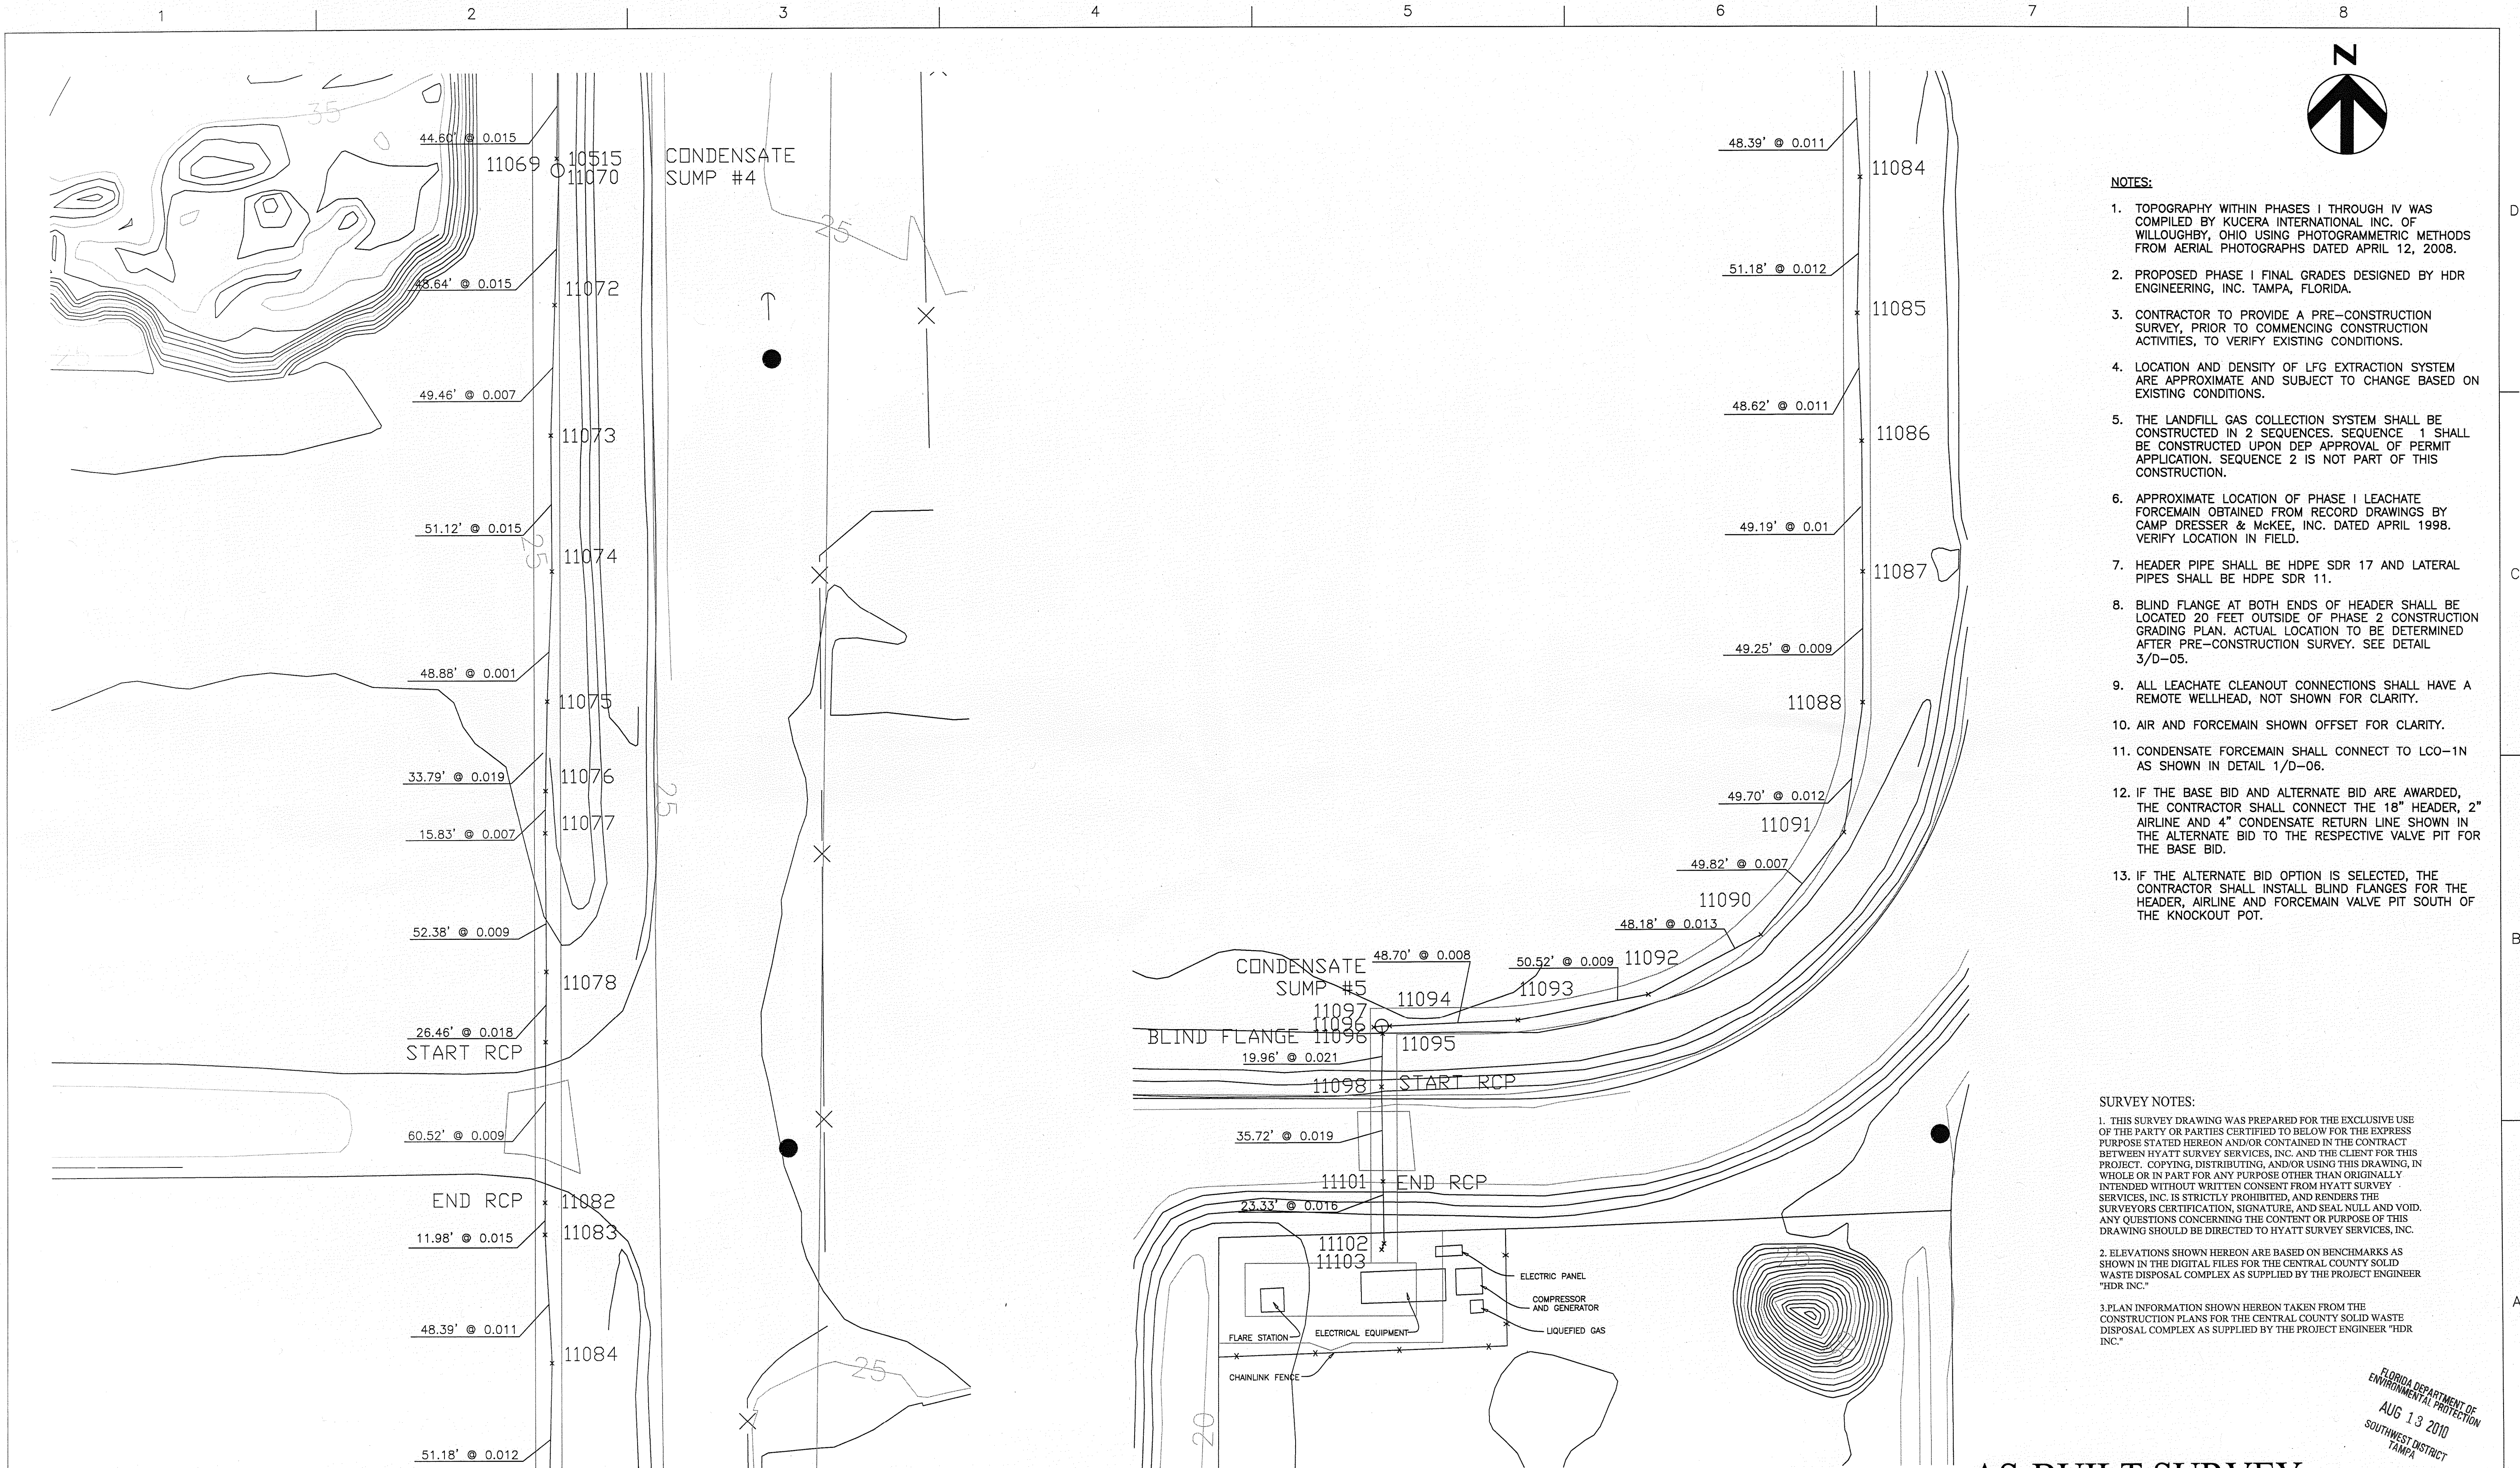 1
2
3
4
5
6
7
8
N
D
C
B
A
35
44.60' @ 0.015
11069
10515
11070
CONDENSATE
SUMP #4
25
48.64' @ 0.015
11072
49.46' @ 0.007
11073
51.12' @ 0.015
25
11074
48.88' @ 0.001
11075
33.79' @ 0.019
11076
25
15.83' @ 0.007
11077
52.38' @ 0.009
11078
26.46' @ 0.018
START RCP
60.52' @ 0.009
END RCP
11082
11.98' @ 0.015
11083
48.39' @ 0.011
11084
25
51.18' @ 0.012
48.39' @ 0.011
11084
51.18' @ 0.012
11085
48.62' @ 0.011
11086
49.19' @ 0.01
11087
49.25' @ 0.009
11088
49.70' @ 0.012
11091
49.82' @ 0.007
11090
48.18' @ 0.013
11092
50.52' @ 0.009
11093
48.70' @ 0.008
11094
CONDENSATE
SUMP #5
11097
11096
BLIND FLANGE 11096
11095
19.96' @ 0.021
11098
START RCP
35.72' @ 0.019
11101
END RCP
23.33' @ 0.016
11102
11103
ELECTRIC PANEL
COMPRESSOR
AND GENERATOR
LIQUEFIED GAS
FLARE STATION
ELECTRICAL EQUIPMENT
CHAINLINK FENCE
20
25
NOTES:
1. TOPOGRAPHY WITHIN PHASES I THROUGH IV WAS
COMPILED BY KUCERA INTERNATIONAL INC. OF
WILLOUGHBY, OHIO USING PHOTOGRAMMETRIC METHODS
FROM AERIAL PHOTOGRAPHS DATED APRIL 12, 2008.
2. PROPOSED PHASE I FINAL GRADES DESIGNED BY HDR
ENGINEERING, INC. TAMPA, FLORIDA.
3. CONTRACTOR TO PROVIDE A PRE-CONSTRUCTION
SURVEY, PRIOR TO COMMENCING CONSTRUCTION
ACTIVITIES, TO VERIFY EXISTING CONDITIONS.
4. LOCATION AND DENSITY OF LFG EXTRACTION SYSTEM
ARE APPROXIMATE AND SUBJECT TO CHANGE BASED ON
EXISTING CONDITIONS.
5. THE LANDFILL GAS COLLECTION SYSTEM SHALL BE
CONSTRUCTED IN 2 SEQUENCES. SEQUENCE 1 SHALL
BE CONSTRUCTED UPON DEP APPROVAL OF PERMIT
APPLICATION. SEQUENCE 2 IS NOT PART OF THIS
CONSTRUCTION.
6. APPROXIMATE LOCATION OF PHASE I LEACHATE
FORCEMAIN OBTAINED FROM RECORD DRAWINGS BY
CAMP DRESSER & McKEE, INC. DATED APRIL 1998.
VERIFY LOCATION IN FIELD.
7. HEADER PIPE SHALL BE HDPE SDR 17 AND LATERAL
PIPES SHALL BE HDPE SDR 11.
8. BLIND FLANGE AT BOTH ENDS OF HEADER SHALL BE
LOCATED 20 FEET OUTSIDE OF PHASE 2 CONSTRUCTION
GRADING PLAN. ACTUAL LOCATION TO BE DETERMINED
AFTER PRE-CONSTRUCTION SURVEY. SEE DETAIL
3/D-05.
9. ALL LEACHATE CLEANOUT CONNECTIONS SHALL HAVE A
REMOTE WELLHEAD, NOT SHOWN FOR CLARITY.
10. AIR AND FORCEMAIN SHOWN OFFSET FOR CLARITY.
11. CONDENSATE FORCEMAIN SHALL CONNECT TO LCO-1N
AS SHOWN IN DETAIL 1/D-06.
12. IF THE BASE BID AND ALTERNATE BID ARE AWARDED,
THE CONTRACTOR SHALL CONNECT THE 18" HEADER, 2"
AIRLINE AND 4" CONDENSATE RETURN LINE SHOWN IN
THE ALTERNATE BID TO THE RESPECTIVE VALVE PIT FOR
THE BASE BID.
13. IF THE ALTERNATE BID OPTION IS SELECTED, THE
CONTRACTOR SHALL INSTALL BLIND FLANGES FOR THE
HEADER, AIRLINE AND FORCEMAIN VALVE PIT SOUTH OF
THE KNOCKOUT POT.
SURVEY NOTES:
1. THIS SURVEY DRAWING WAS PREPARED FOR THE EXCLUSIVE USE
OF THE PARTY OR PARTIES CERTIFIED TO BELOW FOR THE EXPRESS
PURPOSE STATED HEREON AND/OR CONTAINED IN THE CONTRACT
BETWEEN HYATT SURVEY SERVICES, INC. AND THE CLIENT FOR THIS
PROJECT. COPYING, DISTRIBUTING, AND/OR USING THIS DRAWING, IN
WHOLE OR IN PART FOR ANY PURPOSE OTHER THAN ORIGINALLY
INTENDED WITHOUT WRITTEN CONSENT FROM HYATT SURVEY
SERVICES, INC. IS STRICTLY PROHIBITED, AND RENDERS THE
SURVEYORS CERTIFICATION, SIGNATURE, AND SEAL NULL AND VOID.
ANY QUESTIONS CONCERNING THE CONTENT OR PURPOSE OF THIS
DRAWING SHOULD BE DIRECTED TO HYATT SURVEY SERVICES, INC.
2. ELEVATIONS SHOWN HEREON ARE BASED ON BENCHMARKS AS
SHOWN IN THE DIGITAL FILES FOR THE CENTRAL COUNTY SOLID
WASTE DISPOSAL COMPLEX AS SUPPLIED BY THE PROJECT ENGINEER
"HDR INC."
3.PLAN INFORMATION SHOWN HEREON TAKEN FROM THE
CONSTRUCTION PLANS FOR THE CENTRAL COUNTY SOLID WASTE
DISPOSAL COMPLEX AS SUPPLIED BY THE PROJECT ENGINEER "HDR
INC."
FLORIDA DEPARTMENT OF
ENVIRONMENTAL PROTECTION
AUG 13 2010
SOUTHWEST DISTRICT
TAMPA
AS-BUILT SURVEY